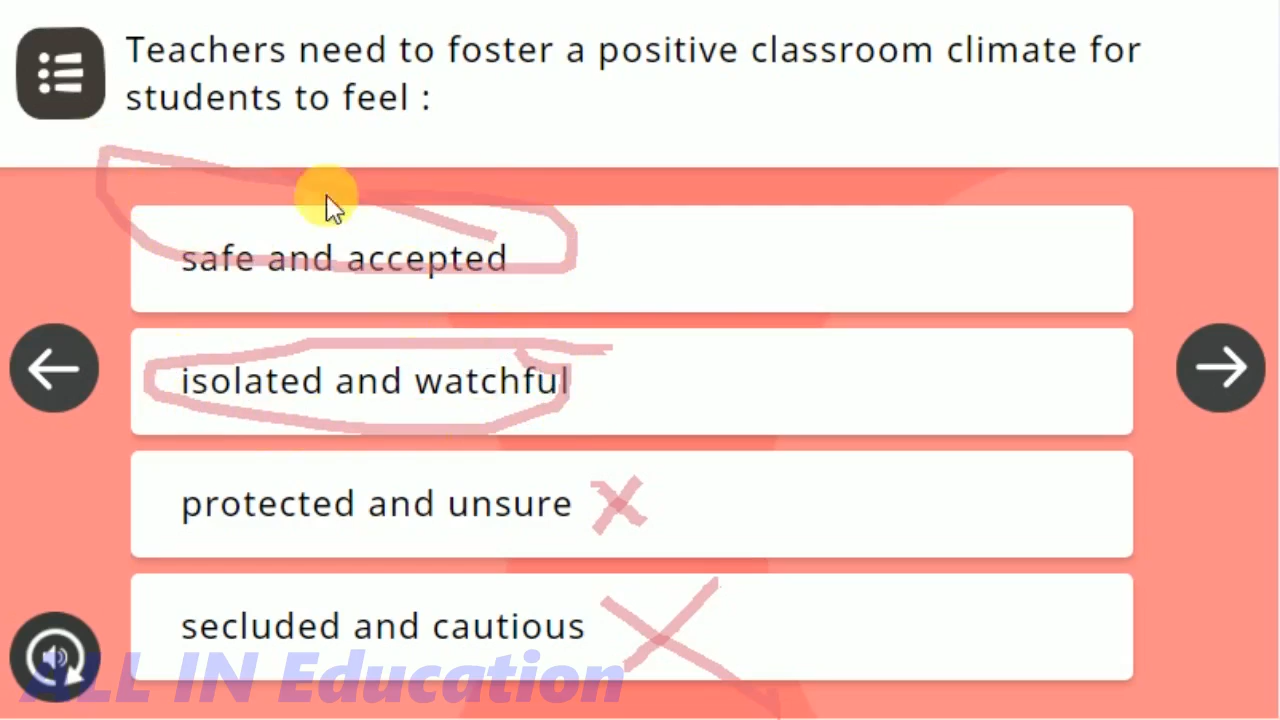 Teachers need to foster a positive classroom climate for
students to feel :
safe and accepted
isolated and watchful
protected and unsure
secluded and cautious
ALL IN Education